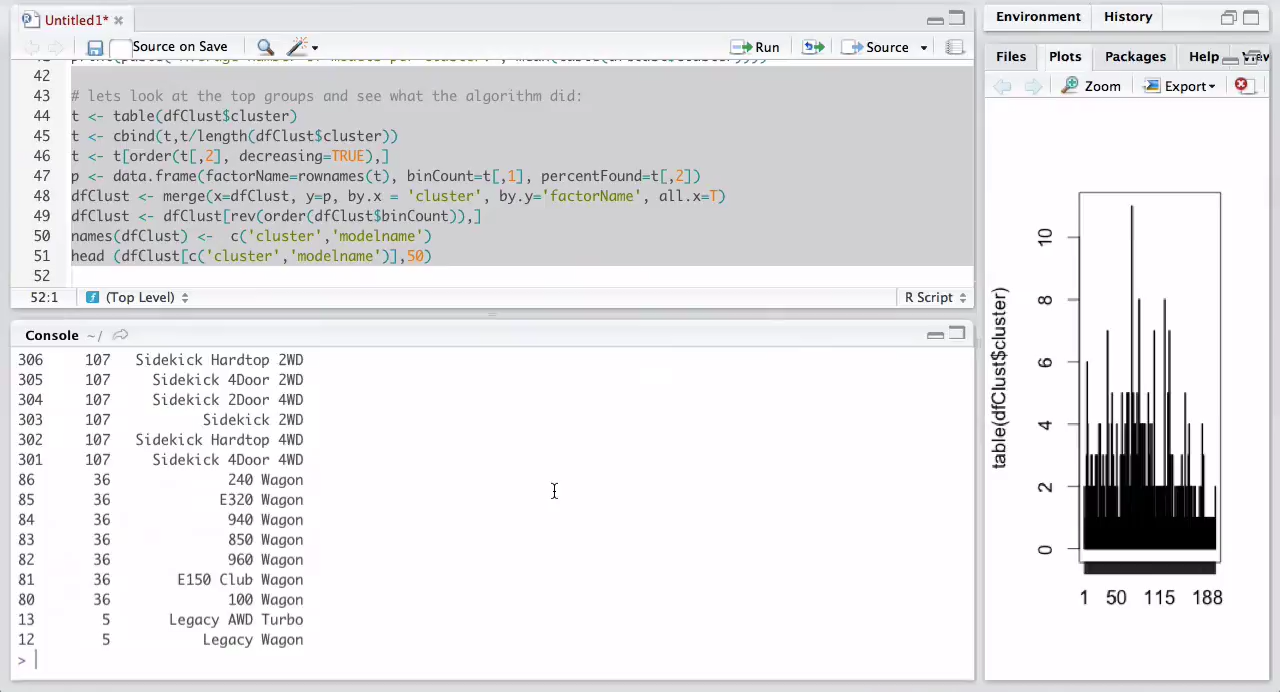 Untitled1*
Source on Save
Run
Source
42
43 # lets look at the top groups and see what the algorithm did:
44 t <- table(dfClust$cluster)
45 t <- cbind(t,t/length(dfClust$cluster))
46 t <- t[order(t[,2], decreasing=TRUE),]
47 p <- data.frame(factorName=rownames(t), binCount=t[,1], percentFound=t[,2])
48 dfClust <- merge(x=dfClust, y=p, by.x = 'cluster', by.y='factorName', all.x=T)
49 dfClust <- dfClust[rev(order(dfClust$binCount)),]
50 names(dfClust) <-  c('cluster','modelname')
51 head (dfClust[c('cluster','modelname')],50)
52
52:1 (Top Level) R Script
Console ~/
306 107 Sidekick Hardtop 2WD
305 107 Sidekick 4Door 2WD
304 107 Sidekick 2Door 4WD
303 107 Sidekick 2WD
302 107 Sidekick Hardtop 4WD
301 107 Sidekick 4Door 4WD
86 36 240 Wagon
85 36 E320 Wagon
84 36 940 Wagon
83 36 850 Wagon
82 36 960 Wagon
81 36 E150 Club Wagon
80 36 100 Wagon
13 5 Legacy AWD Turbo
12 5 Legacy Wagon
>
Environment History
Files Plots Packages Help
Zoom Export
table(dfClust$cluster)
10
8
6
4
2
0
1 50 115 188